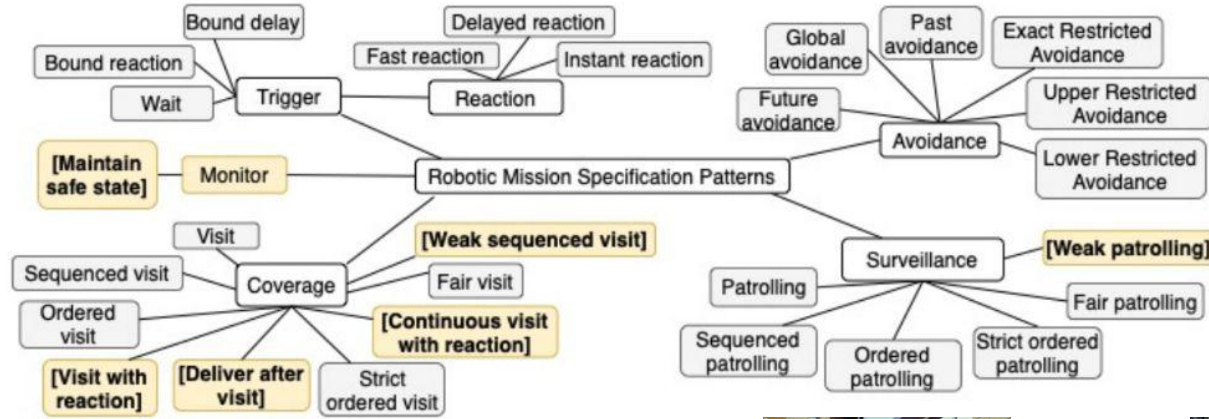 Bound delay
Delayed reaction
Bound reaction
Fast reaction
Instant reaction
Wait
Trigger
Reaction
Past
avoidance
Global
avoidance
Exact Restricted
Avoidance
Future
avoidance
Upper Restricted
Avoidance
Avoidance
Lower Restricted
Avoidance
[Maintain
safe state]
Monitor
Robotic Mission Specification Patterns
Visit
[Weak sequenced visit]
Sequenced visit
Coverage
Fair visit
Ordered
visit
[Continuous visit
with reaction]
[Visit with
reaction]
[Deliver after
visit]
Strict
ordered visit
[Weak patrolling]
Surveillance
Patrolling
Fair patrolling
Sequenced
patrolling
Ordered
patrolling
Strict ordered
patrolling